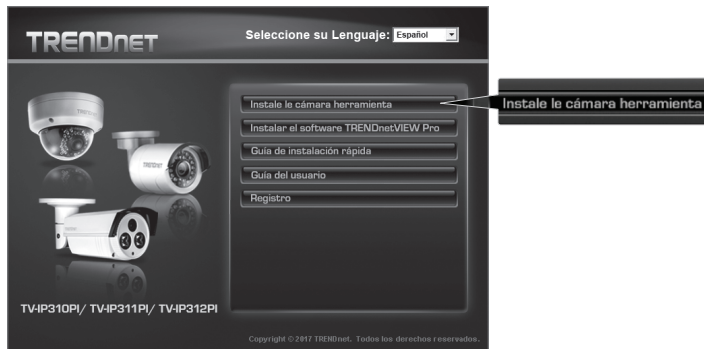 TRENDnet
Seleccione su Lenguaje: Español
Instale le cámara herramienta
Instale le cámara herramienta
Instalar el software TRENDnetVIEW Pro
Guía de instalación rápida
Guía del usuario
Registro
TV-IP310PI/ TV-IP311PI/ TV-IP312PI
Copyright © 2017 TRENDnet. Todos los derechos reservados.